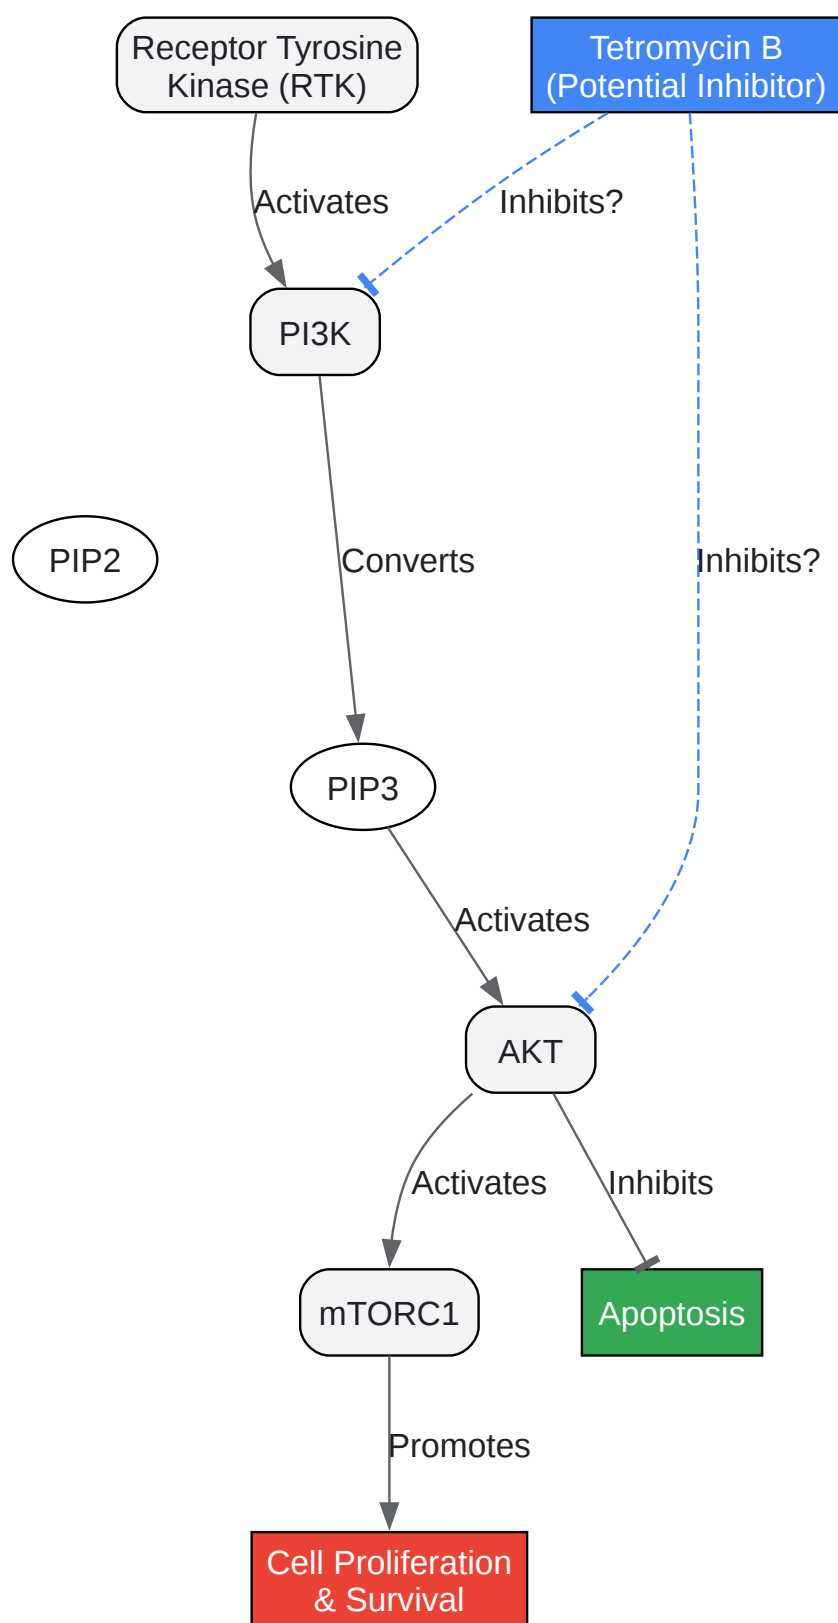 Receptor Tyrosine
Kinase (RTK)
Tetromycin B
(Potential Inhibitor)
Activates
Inhibits?
PI3K
PIP2
Converts
Inhibits?
PIP3
Activates
AKT
Activates
Inhibits
mTORC1
Apoptosis
Promotes
Cell Proliferation
& Survival